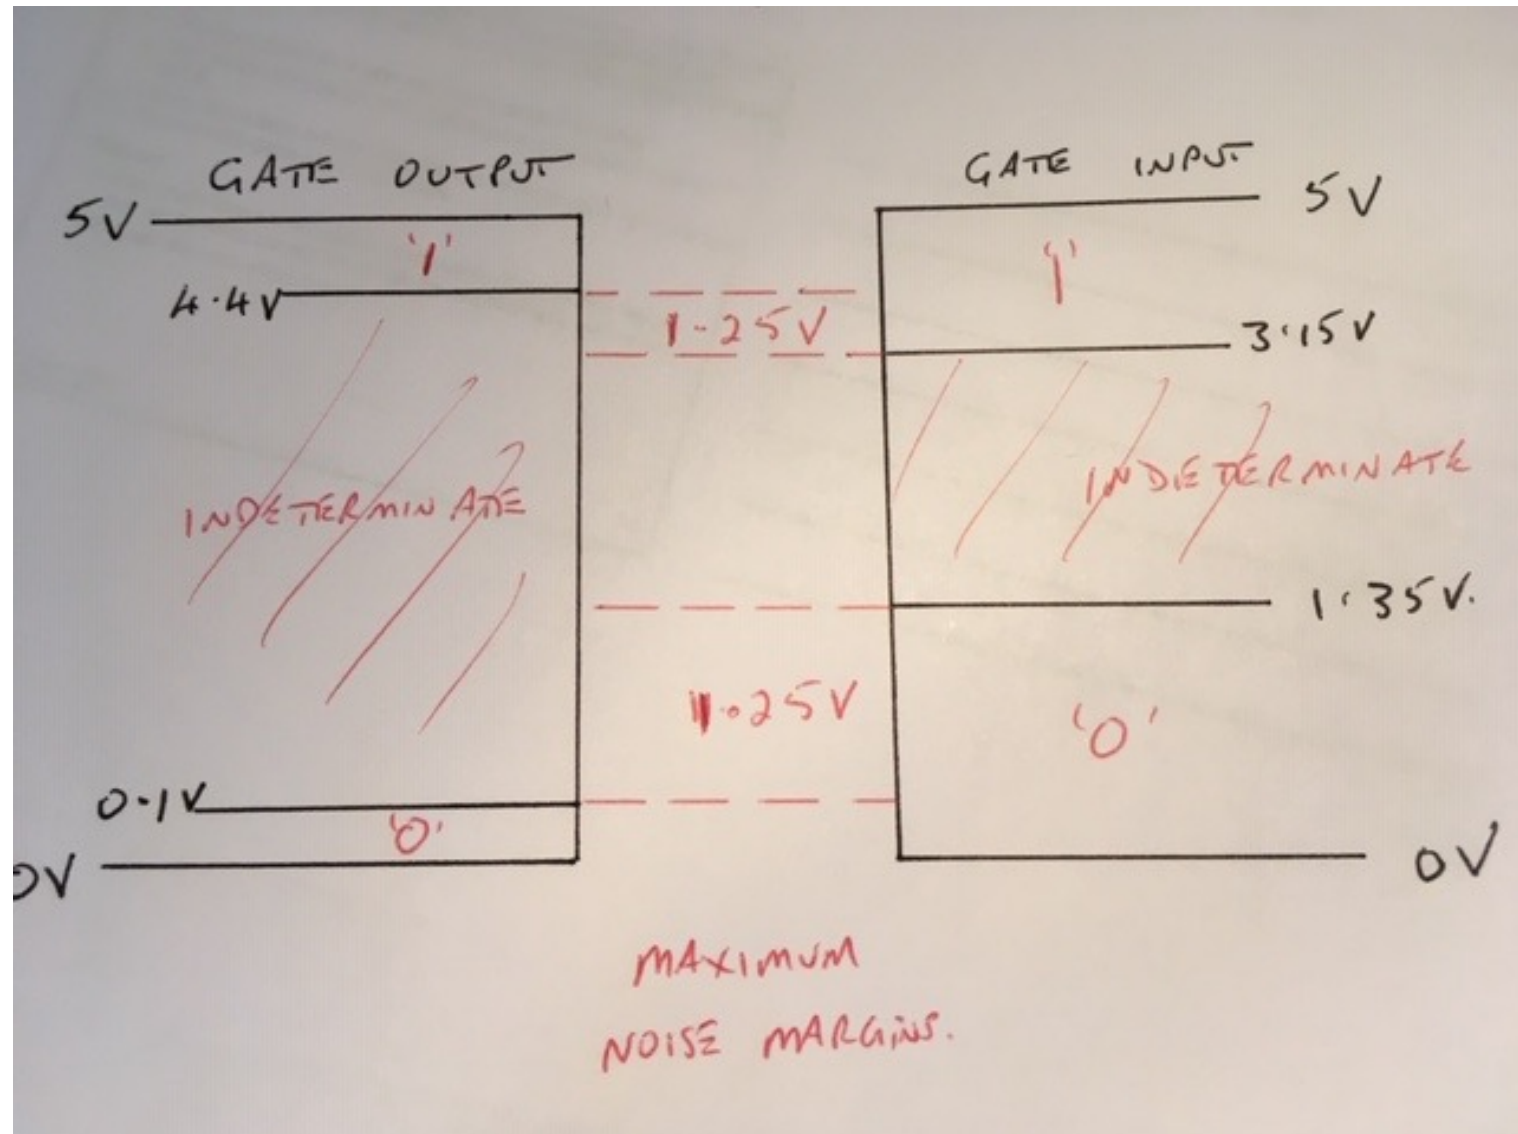 GATE OUTPUT
GATE INPUT
5V
5V
'1'
'1'
4.4V
1.25V
3.15V
INDETERMINATE
INDETERMINATE
1.35V.
1.25V
'0'
0.1V
'0'
0V
0V
MAXIMUM
NOISE MARGINS.